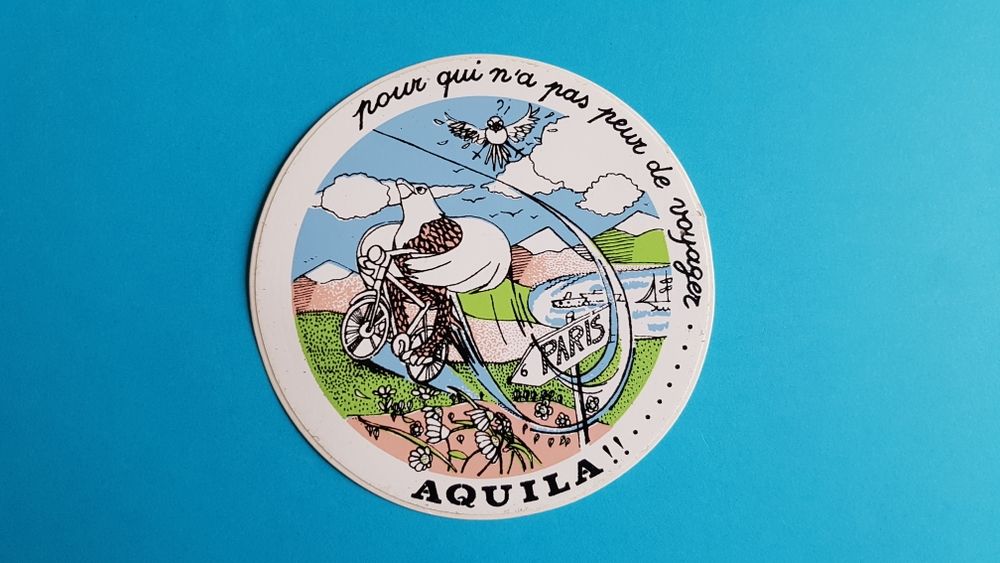 pour qui n'a pas peur de voyager..........
AQUILA!!
?!
PARIS